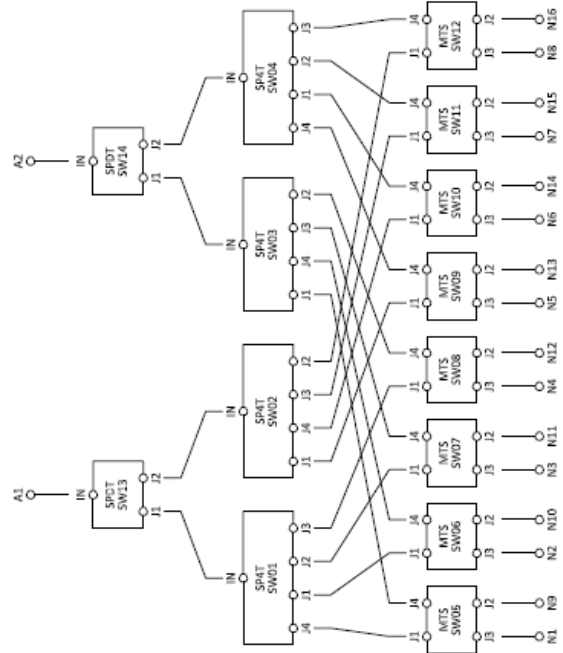 A1 A2
IN IN
SPDT SPDT
SW13 SW14
J1 J2 J1 J2
IN IN IN IN
SP4T SP4T SP4T SP4T
SW01 SW02 SW03 SW04
J4 J1 J2 J3 J1 J4 J3 J2 J1 J4 J3 J2 J4 J1 J2 J3
J1 J4 J1 J4 J1 J4 J1 J4 J1 J4 J1 J4 J1 J4 J1 J4
MTS MTS MTS MTS MTS MTS MTS MTS
SW05 SW06 SW07 SW08 SW09 SW10 SW11 SW12
J3 J2 J3 J2 J3 J2 J3 J2 J3 J2 J3 J2 J3 J2 J3 J2
N1 N9 N2 N10 N3 N11 N4 N12 N5 N13 N6 N14 N7 N15 N8 N16